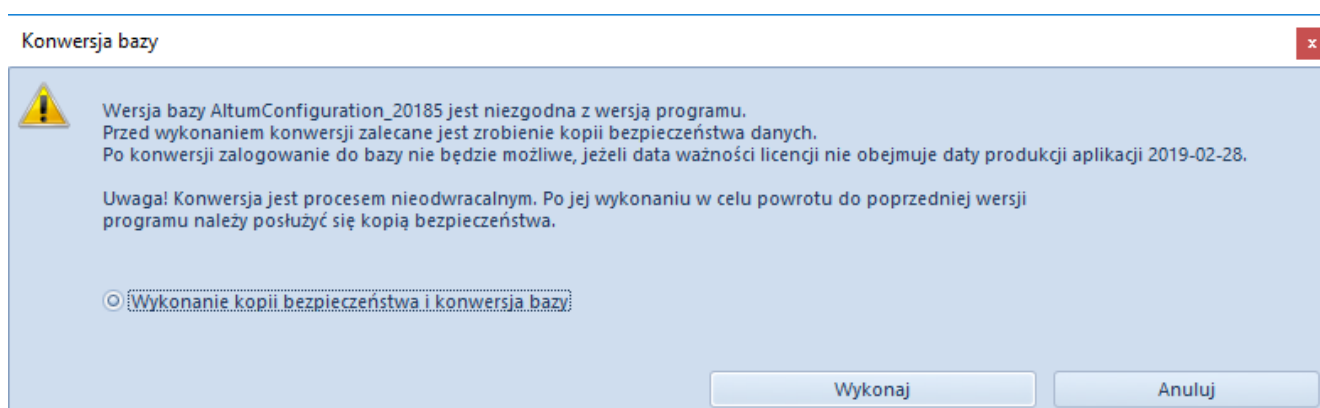 Konwersja bazy
x
Wersja bazy AltumConfiguration_20185 jest niezgodna z wersją programu.
Przed wykonaniem konwersji zalecane jest zrobienie kopii bezpieczeństwa danych.
Po konwersji zalogowanie do bazy nie będzie możliwe, jeżeli data ważności licencji nie obejmuje daty produkcji aplikacji 2019-02-28.
Uwaga! Konwersja jest procesem nieodwracalnym. Po jej wykonaniu w celu powrotu do poprzedniej wersji
programu należy posłużyć się kopią bezpieczeństwa.
Wykonanie kopii bezpieczeństwa i konwersja bazy
Wykonaj
Anuluj